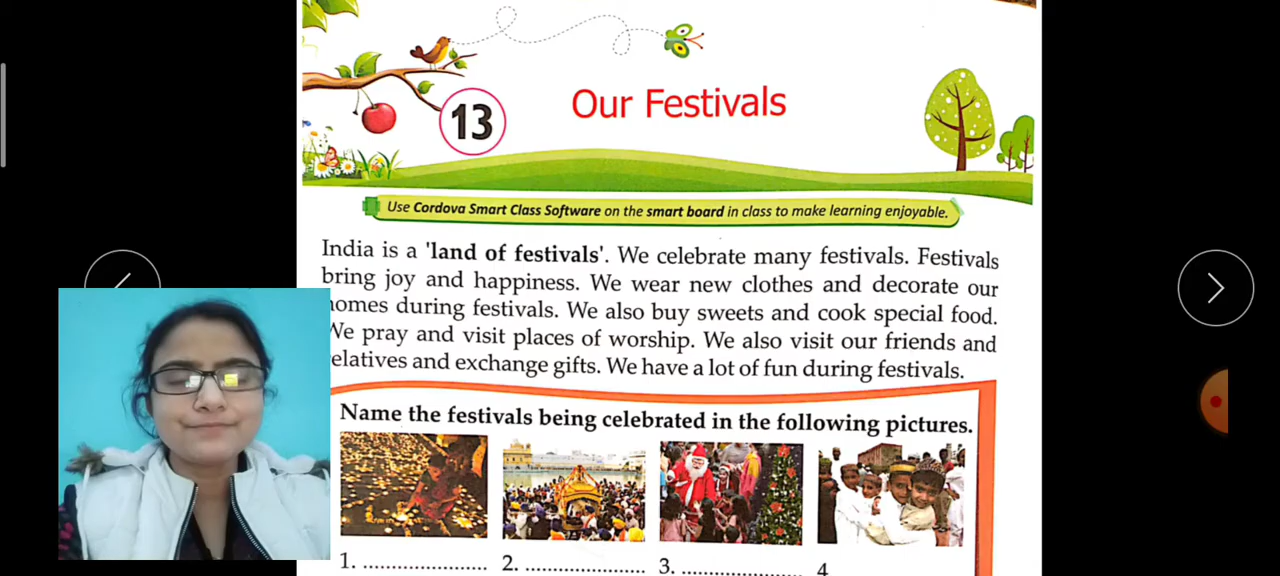 13
Our Festivals
Use Cordova Smart Class Software on the smart board in class to make learning enjoyable.
India is a 'land of festivals'. We celebrate many festivals. Festivals
bring joy and happiness. We wear new clothes and decorate our
homes during festivals. We also buy sweets and cook special food.
We pray and visit places of worship. We also visit our friends and
relatives and exchange gifts. We have a lot of fun during festivals.
Name the festivals being celebrated in the following pictures.
1. ...................... 2. ...................... 3. ...................... 4